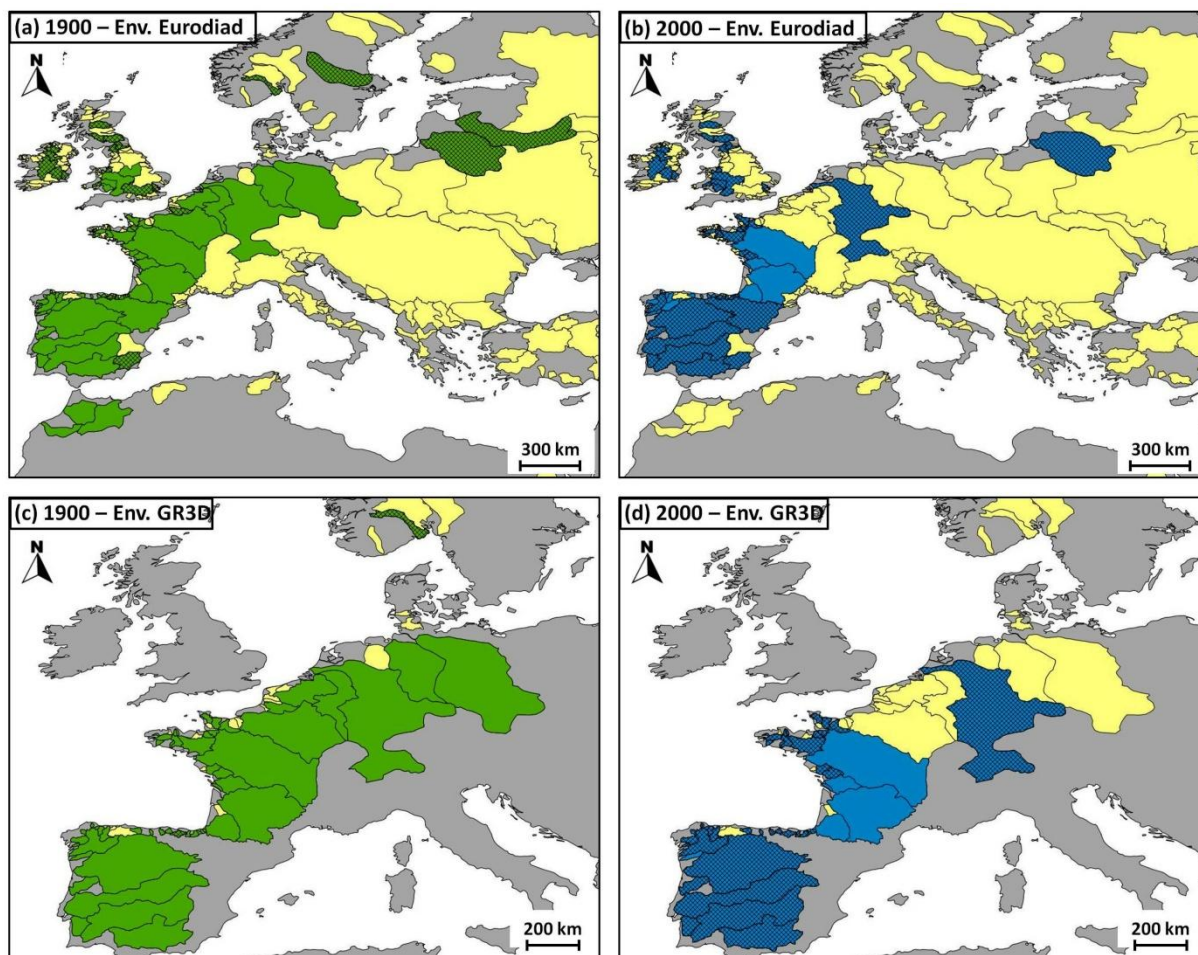 (a) 1900 – Env. Eurodiad
N
300 km
(b) 2000 – Env. Eurodiad
N
300 km
(c) 1900 – Env. GR3D
N
200 km
(d) 2000 – Env. GR3D
N
200 km